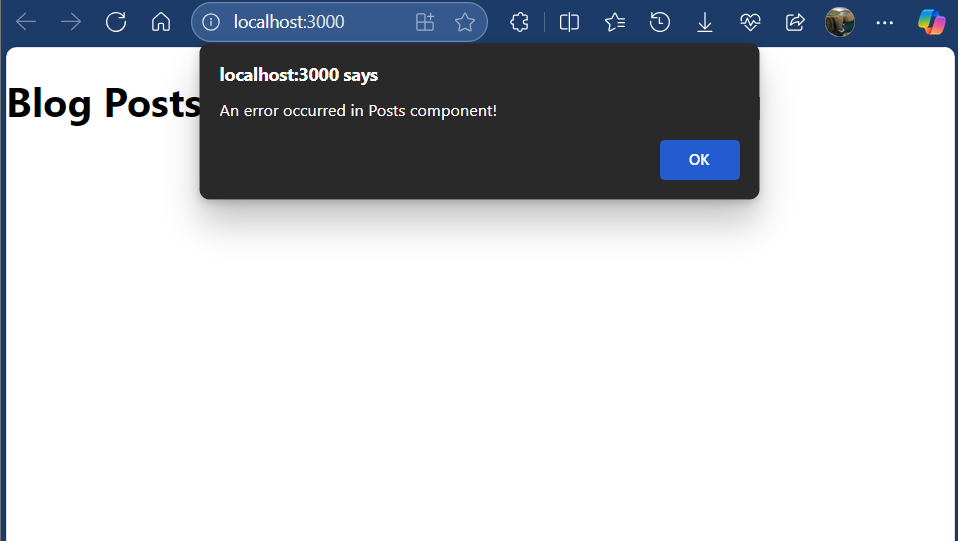 localhost:3000
localhost:3000 says
Blog Posts
An error occurred in Posts component!
OK